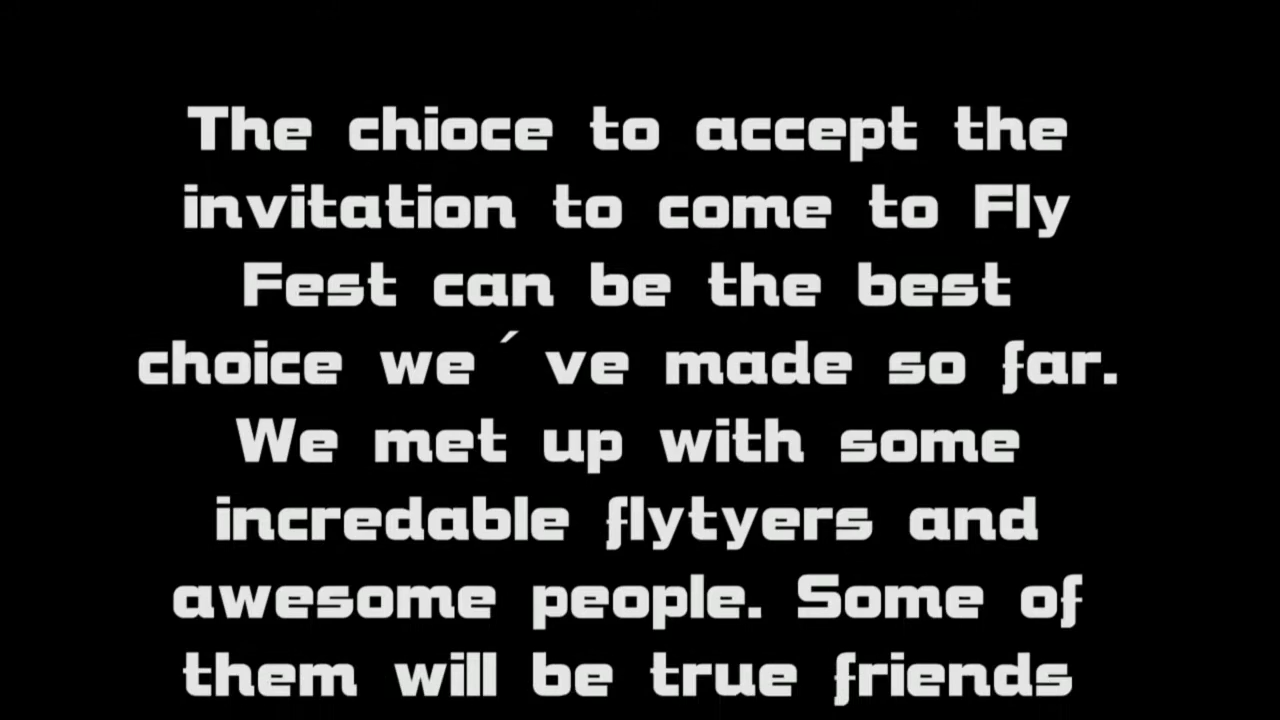 The chioce to accept the
invitation to come to Fly
Fest can be the best
choice we´ve made so far.
We met up with some
incredable flytyers and
awesome people. Some of
them will be true friends